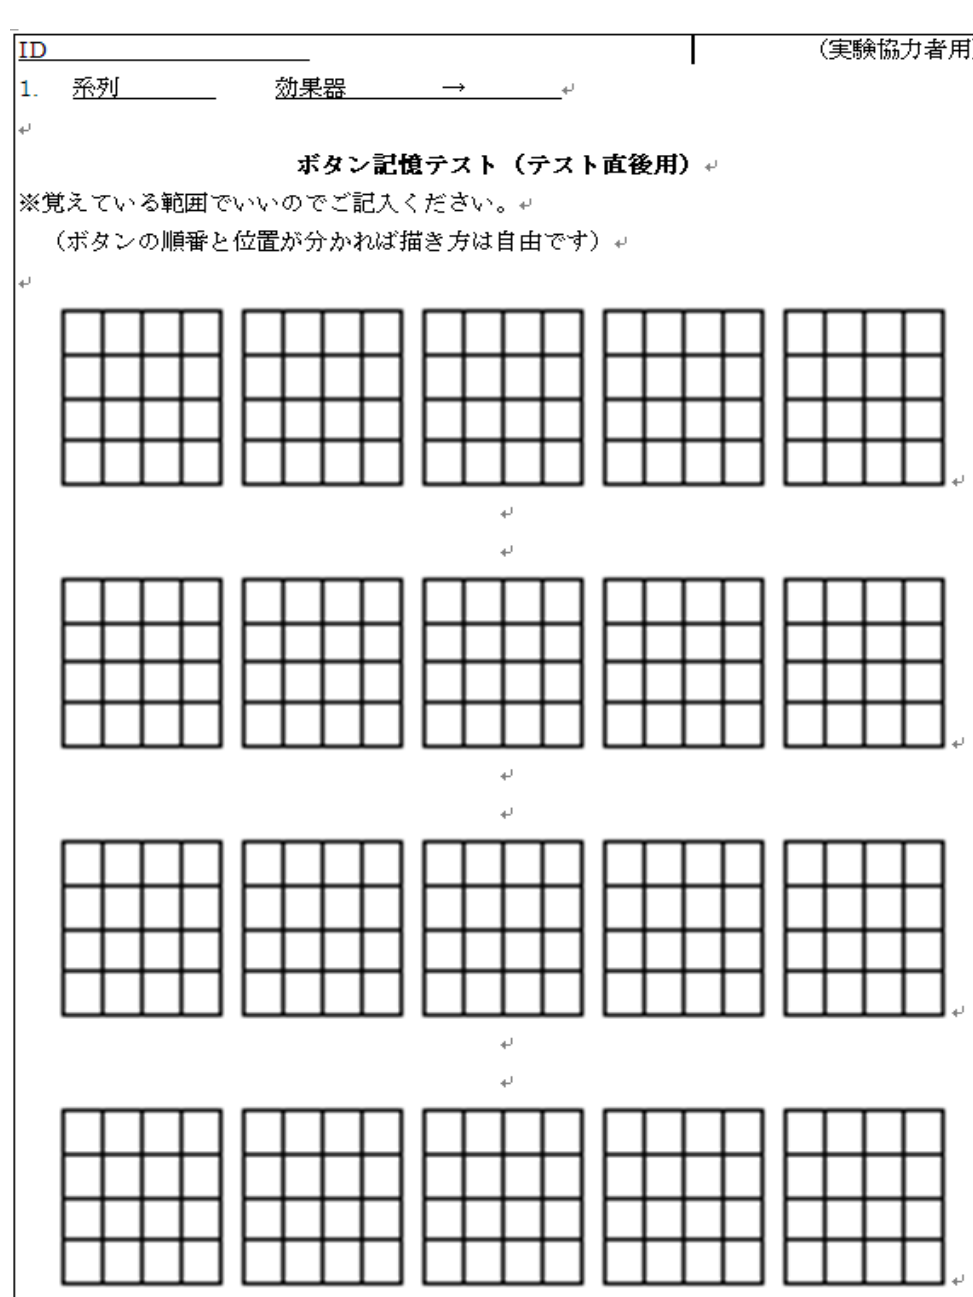 ID
（実験協力者用）
1. 系列 効果器 →
ボタン記憶テスト（テスト直後用）
※覚えている範囲でいいのでご記入ください。
（ボタンの順番と位置が分かれば描き方は自由です）